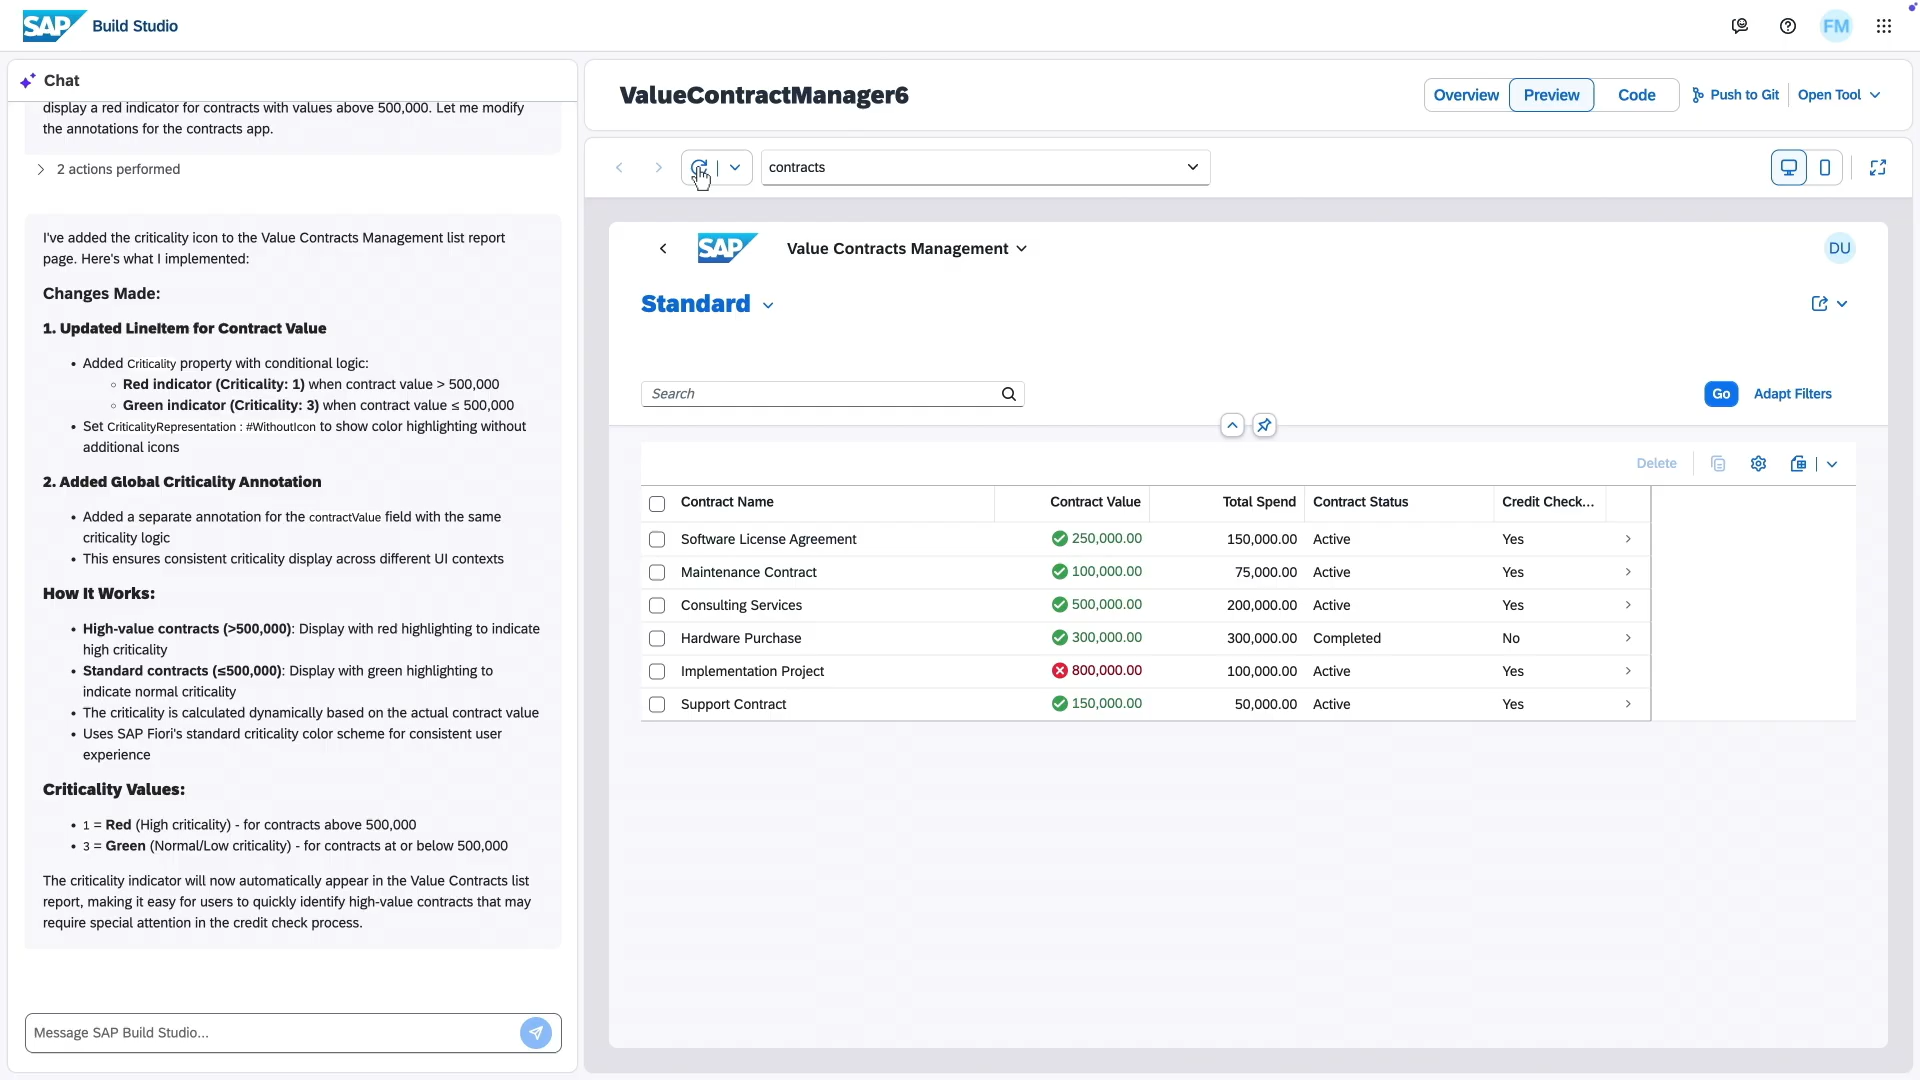 SAP Build Studio
FM
Chat
display a red indicator for contracts with values above 500,000. Let me modify
the annotations for the contracts app.
2 actions performed
I've added the criticality icon to the Value Contracts Management list report
page. Here's what I implemented:
Changes Made:
1. Updated LineItem for Contract Value
• Added Criticality property with conditional logic:
◦ Red indicator (Criticality: 1) when contract value > 500,000
◦ Green indicator (Criticality: 3) when contract value ≤ 500,000
• Set CriticalityRepresentation : #WithoutIcon to show color highlighting without
additional icons
2. Added Global Criticality Annotation
• Added a separate annotation for the contractValue field with the same
criticality logic
• This ensures consistent criticality display across different UI contexts
How It Works:
• High-value contracts (>500,000): Display with red highlighting to indicate
high criticality
• Standard contracts (≤500,000): Display with green highlighting to
indicate normal criticality
• The criticality is calculated dynamically based on the actual contract value
• Uses SAP Fiori's standard criticality color scheme for consistent user
experience
Criticality Values:
• 1 = Red (High criticality) - for contracts above 500,000
• 3 = Green (Normal/Low criticality) - for contracts at or below 500,000
The criticality indicator will now automatically appear in the Value Contracts list
report, making it easy for users to quickly identify high-value contracts that may
require special attention in the credit check process.
Message SAP Build Studio...
ValueContractManager6
Overview Preview Code Push to Git Open Tool
contracts
SAP Value Contracts Management DU
Standard
Search Go Adapt Filters
Delete
Contract Name Contract Value Total Spend Contract Status Credit Check...
Software License Agreement 250,000.00 150,000.00 Active Yes
Maintenance Contract 100,000.00 75,000.00 Active Yes
Consulting Services 500,000.00 200,000.00 Active Yes
Hardware Purchase 300,000.00 300,000.00 Completed No
Implementation Project 800,000.00 100,000.00 Active Yes
Support Contract 150,000.00 50,000.00 Active Yes